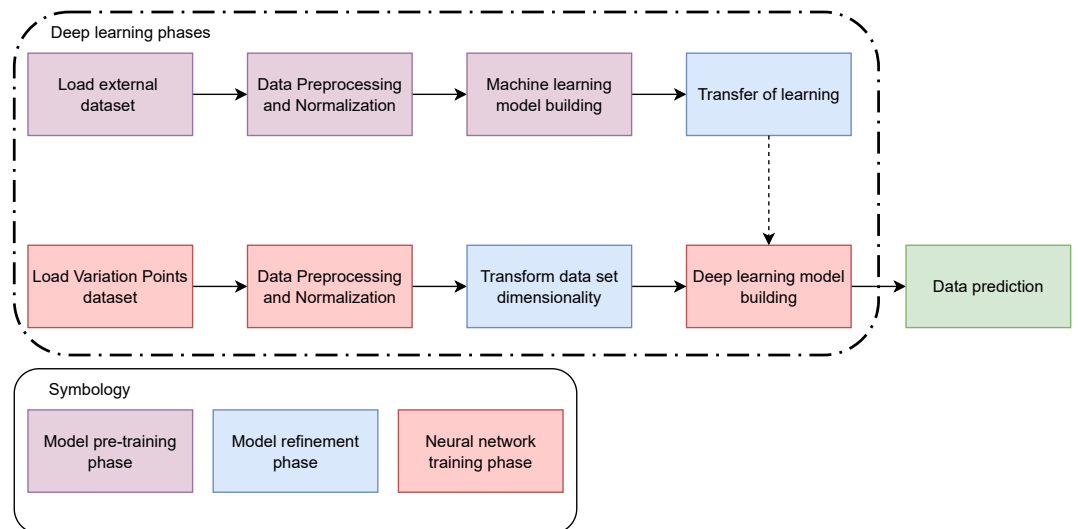 Deep learning phases
Load external
dataset
Data Preprocessing
and Normalization
Machine learning
model building
Transfer of learning
Load Variation Points
dataset
Data Preprocessing
and Normalization
Transform data set
dimensionality
Deep learning model
building
Data prediction
Symbology
Model pre-training
phase
Model refinement
phase
Neural network
training phase